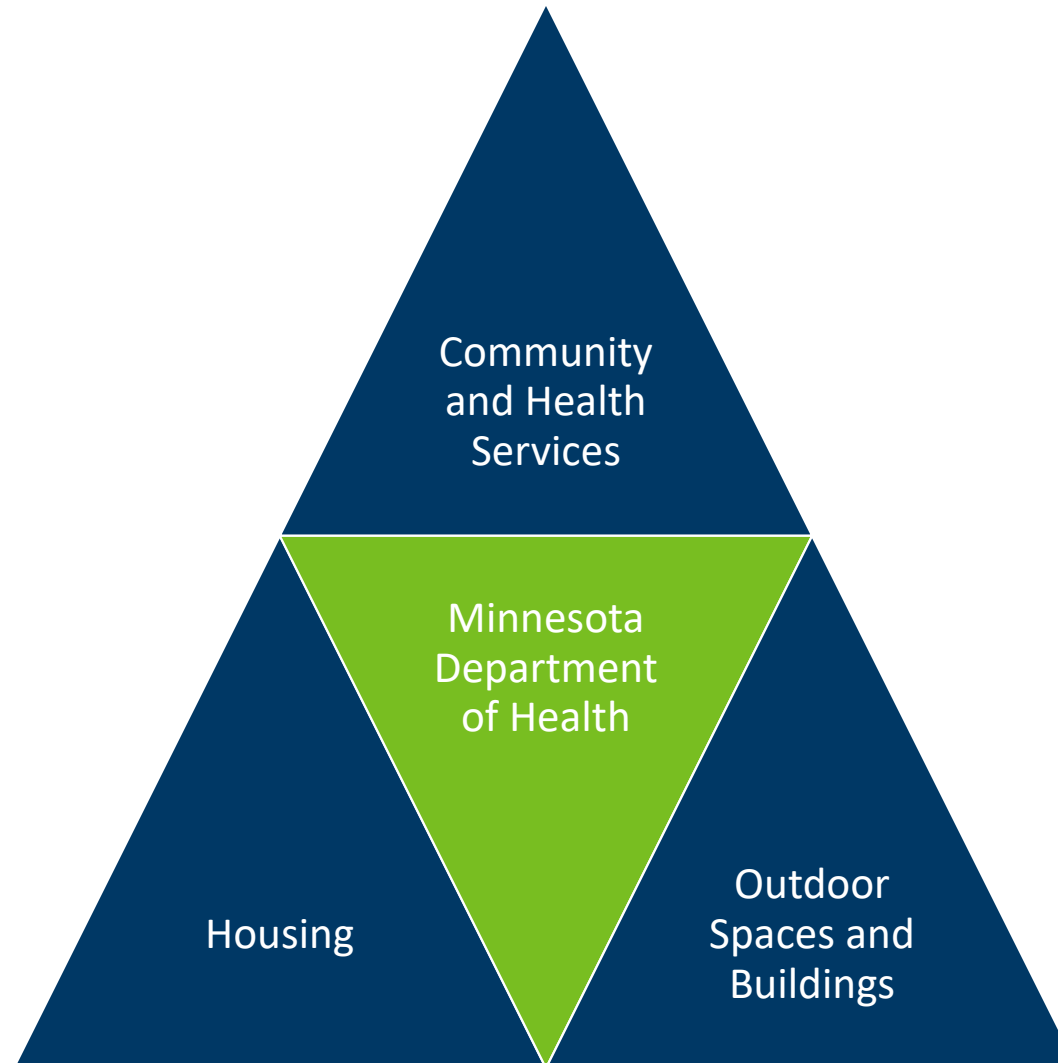 Community
and Health
Services
Minnesota
Department
of Health
Housing
Outdoor
Spaces and
Buildings